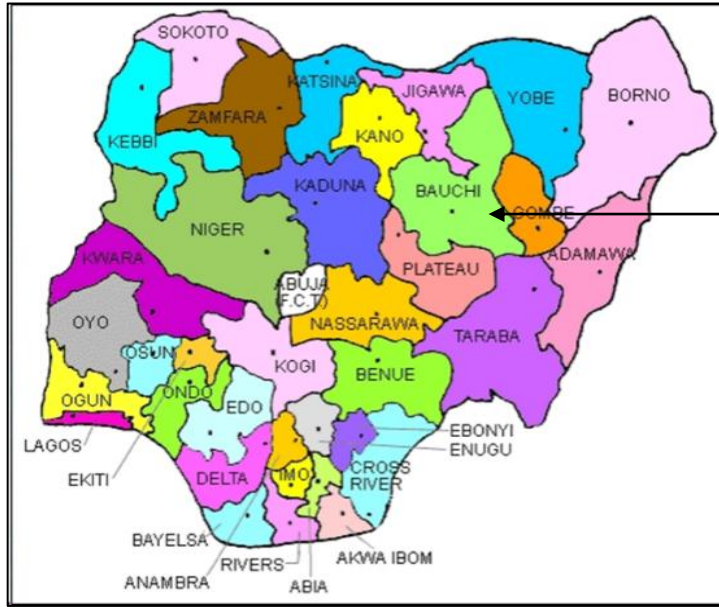 SOKOTO
KATSINA
JIGAWA
YOBE
BORNO
ZAMFARA
KANO
KEBBI
KADUNA
BAUCHI
GOMBE
NIGER
ADAMAWA
KWARA
PLATEAU
ABUJA
(F.C.T)
NASSARAWA
OYO
TARABA
OSUN
KOGI
BENUE
OGUN
ONDO
EDO
LAGOS
EBONYI
ENUGU
EKITI
DELTA
IMO
CROSS
RIVER
BAYELSA
RIVERS
AKWA IBOM
ANAMBRA
ABIA